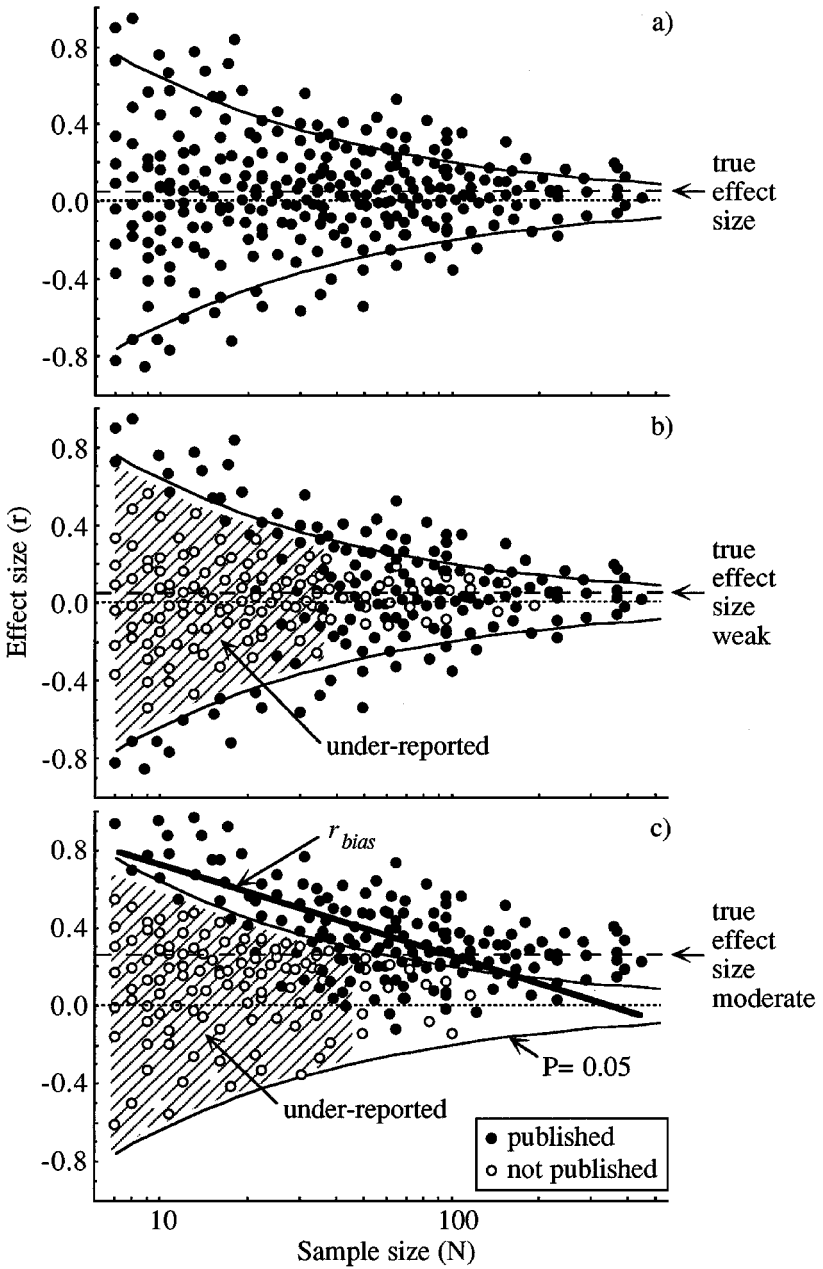 a)
0.8
0.4
0.0
-0.4
-0.8
true
effect
size
b)
0.8
0.4
0.0
-0.4
-0.8
true
effect
size
weak
under-reported
Effect size (r)
c)
r bias
0.8
0.4
0.0
-0.4
-0.8
true
effect
size
moderate
P= 0.05
under-reported
published
not published
10
100
Sample size (N)